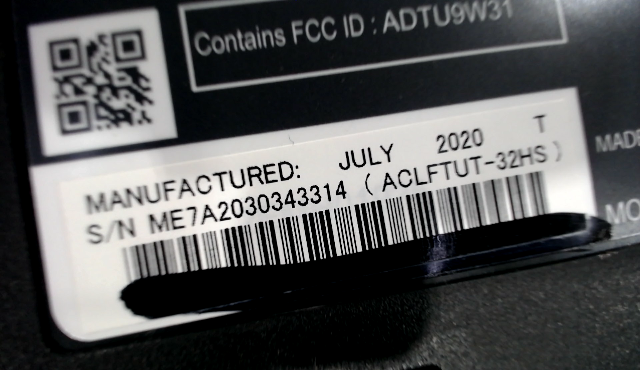 Contains FCC ID : ADTU9W31
MANUFACTURED: JULY 2020 T
S/N ME7A2030343314 ( ACLFTUT-32HS )